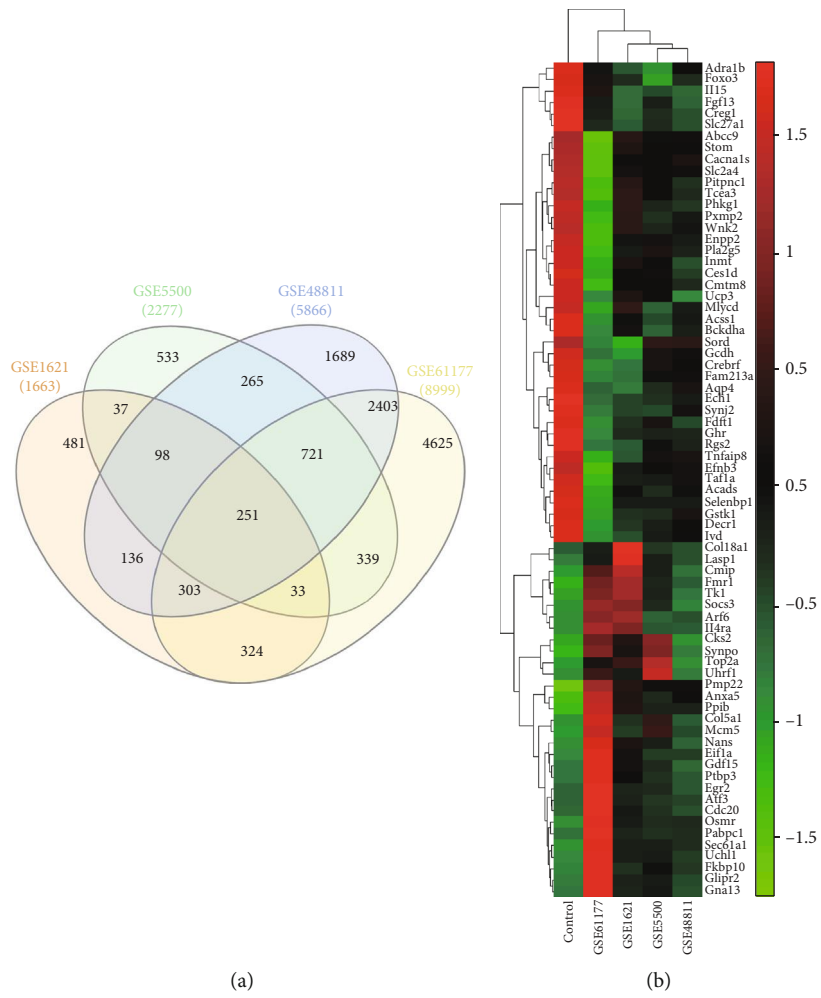 GSE5500
(2277)
GSE48811
(5866)
GSE1621
(1663)
GSE61177
(8999)
533
1689
265
37
2403
481
4625
98
721
251
136
339
303
33
324
(a)
Adra1b
Foxo3
Il15
Fgf13
Creg1
Slc27a1
Abcc9
Stom
Cacna1s
Slc2a4
Pitpnc1
Tcea3
Phkg1
Pxmp2
Wnk2
Enpp2
Pla2g5
Inmt
Ces1d
Cmtm8
Ucp3
Mlycd
Acss1
Bckdha
Sord
Gcdh
Crebrf
Fam213a
Aqp4
Ech1
Synj2
Fdft1
Ghr
Rgs2
Tnfaip8
Efnb3
Taf1a
Acads
Selenbp1
Gstk1
Decr1
Ivd
Col18a1
Lasp1
Cmip
Fmr1
Tk1
Socs3
Arf6
Il4ra
Cks2
Synpo
Top2a
Uhrf1
Pmp22
Anxa5
Ppib
Col5a1
Mcm5
Nans
Eif1a
Gdf15
Ptbp3
Egr2
Atf3
Cdc20
Osmr
Pabpc1
Sec61a1
Uchl1
Fkbp10
Glipr2
Gna13
Control
GSE61177
GSE1621
GSE5500
GSE48811
1.5
1
0.5
0.5
−0.5
−1
−1.5
(b)